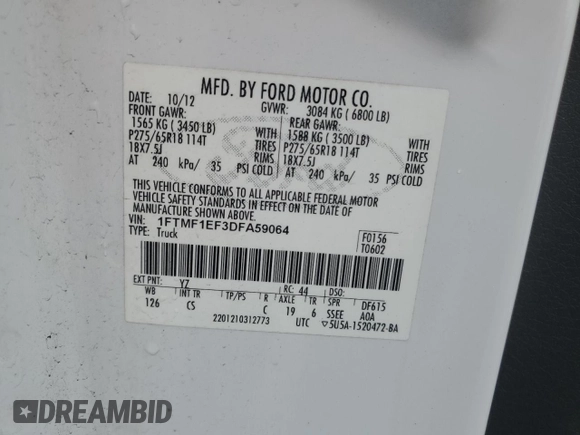 MFD. BY FORD MOTOR CO.
DATE: 10/12 GVWR: 3084 KG ( 6800 LB)
FRONT GAWR: REAR GAWR:
1565 KG ( 3450 LB) WITH 1588 KG ( 3500 LB) WITH
P275/65R18 114T TIRES P275/65R18 114T TIRES
18X7.5J RIMS 18X7.5J RIMS
AT 240 kPa/ 35 PSI COLD AT 240 kPa/ 35 PSI COLD
THIS VEHICLE CONFORMS TO ALL APPLICABLE FEDERAL MOTOR
VEHICLE SAFETY STANDARDS IN EFFECT ON THE DATE OF
MANUFACTURE SHOWN ABOVE.
VIN: 1FTMF1EF3DFA59064
TYPE: Truck
F0156
T0602
EXT PNT: YZ RC: 44 DSO:
WB INT TR TP/PS R AXLE TR SPR DF615
126 CS C 19 6 SSEE A0A
2201210312773 UTC ▽5U5A-1520472-BA
DREAMBID